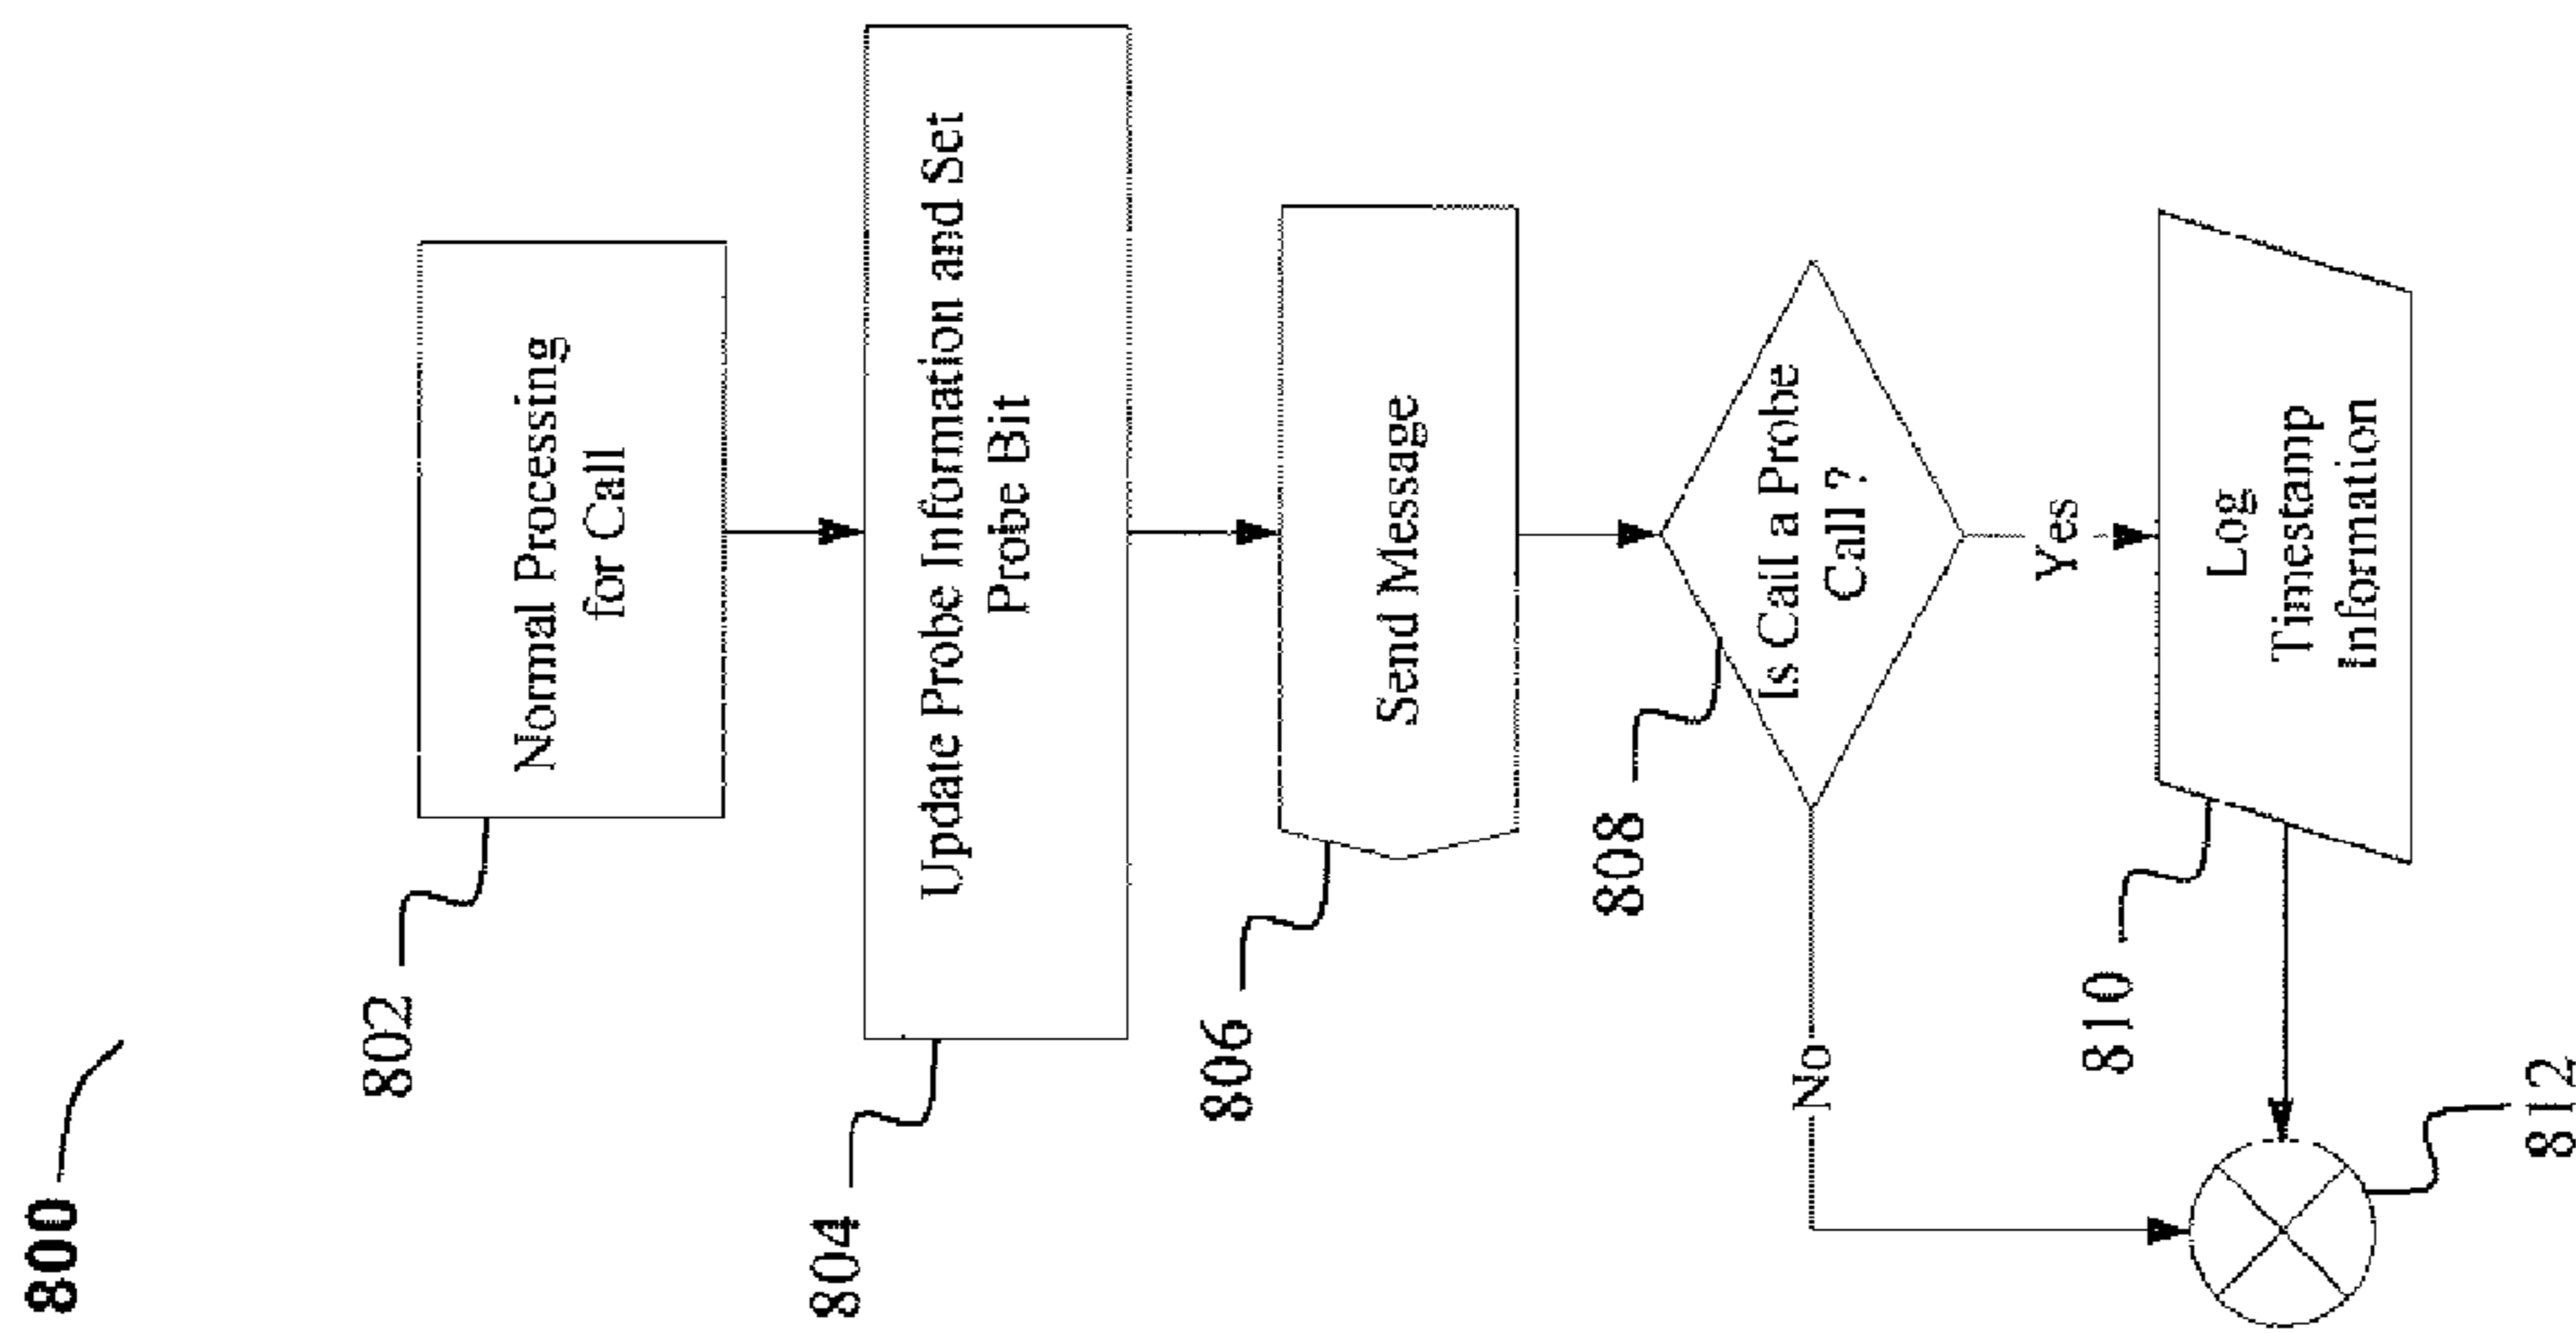 800
802
Normal Processing
for Call
804
Update Probe Information and Set
Probe Bit
806
Send Message
808
Is Call a Probe
Call ?
No
Yes
810
Log
Timestamp
Information
812